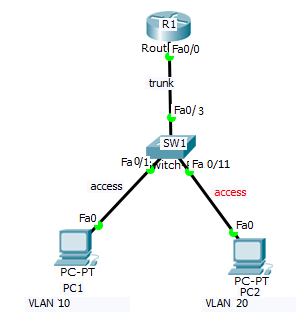 R1
Rout Fa0/0
trunk
Fa0/ 3
SW1
Fa 0/1 witch Fa 0/11
access
access
Fa0
Fa0
PC-PT
PC1
PC-PT
PC2
VLAN 10
VLAN 20